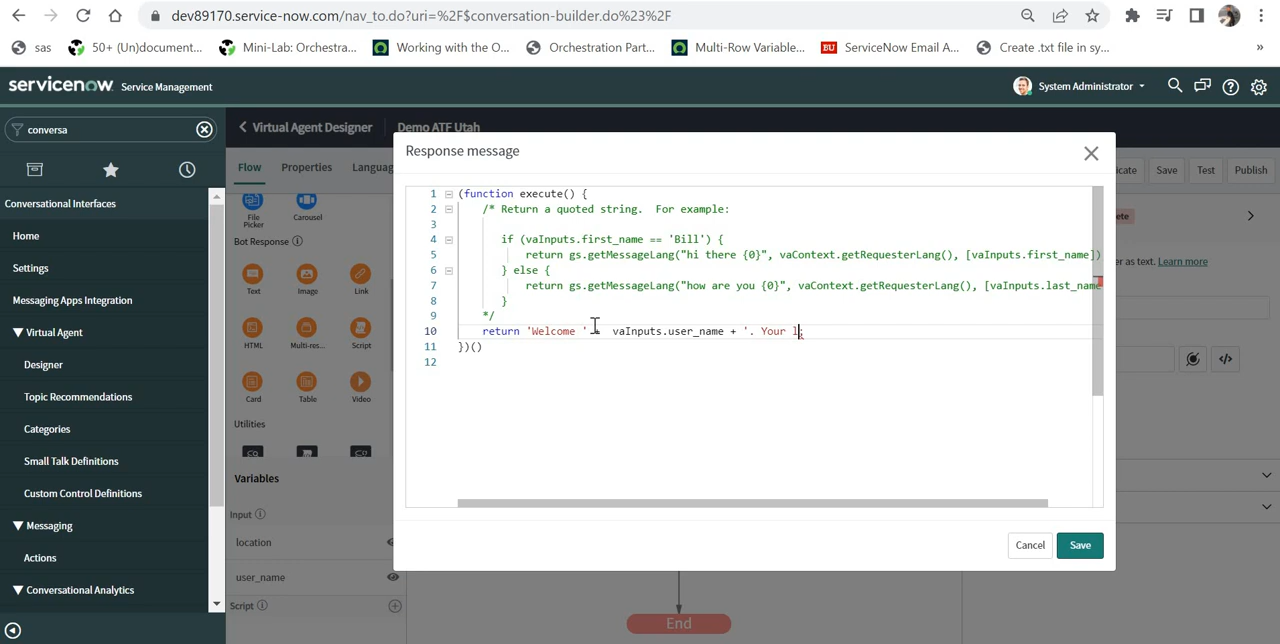 dev89170.service-now.com/nav_to.do?uri=%2F$conversation-builder.do%23%2F
sas
50+ (Un)document...
Mini-Lab: Orchestra...
Working with the O...
Orchestration Part...
Multi-Row Variable...
BU
ServiceNow Email A...
Create .txt file in sy...
»
servicenow Service Management
System Administrator
conversa
Virtual Agent Designer
Demo ATF Utah
Response message
Flow
Properties
Languag
icate
Save
Test
Publish
Conversational Interfaces
Home
Settings
Messaging Apps Integration
Virtual Agent
Designer
Topic Recommendations
Categories
Small Talk Definitions
Custom Control Definitions
Messaging
Actions
Conversational Analytics
File
Picker
Carousel
Bot Response
Text
Image
Link
HTML
Multi-res...
Script
Card
Table
Video
Utilities
Variables
Input
location
user_name
Script
1 (function execute() {
2 /* Return a quoted string.  For example:
3
4 if (vaInputs.first_name == 'Bill') {
5 return gs.getMessageLang("hi there {0}", vaContext.getRequesterLang(), [vaInputs.first_name])
6 } else {
7 return gs.getMessageLang("how are you {0}", vaContext.getRequesterLang(), [vaInputs.last_name
8 }
9 */
10 return 'Welcome ' +  vaInputs.user_name + '. Your l;
11 })()
12
ete
er as text. Learn more
</>
Cancel
Save
End